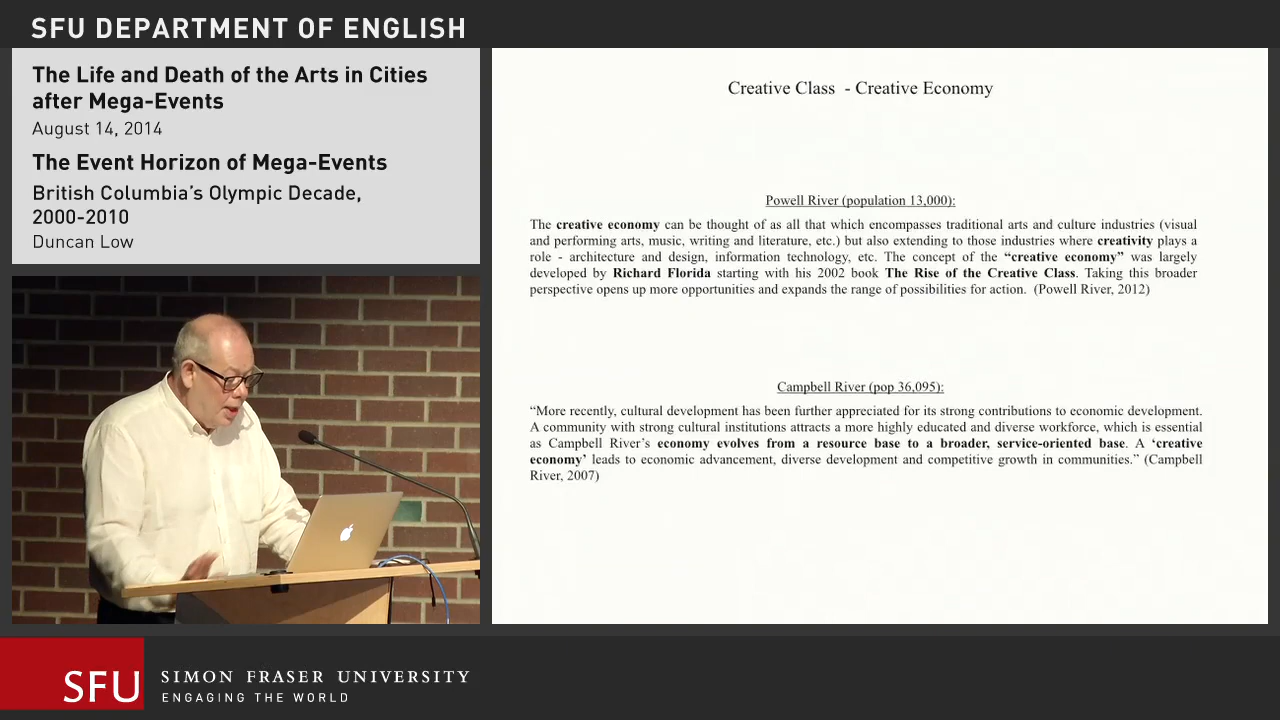 SFU DEPARTMENT OF ENGLISH
The Life and Death of the Arts in Cities
after Mega-Events
August 14, 2014
The Event Horizon of Mega-Events
British Columbia's Olympic Decade,
2000-2010
Duncan Low
Creative Class - Creative Economy
Powell River (population 13,000):
The creative economy can be thought of as all that which encompasses traditional arts and culture industries (visual
and performing arts, music, writing and literature, etc.) but also extending to those industries where creativity plays a
role - architecture and design, information technology, etc. The concept of the “creative economy” was largely
developed by Richard Florida starting with his 2002 book The Rise of the Creative Class. Taking this broader
perspective opens up more opportunities and expands the range of possibilities for action. (Powell River, 2012)
Campbell River (pop 36,095):
“More recently, cultural development has been further appreciated for its strong contributions to economic development.
A community with strong cultural institutions attracts a more highly educated and diverse workforce, which is essential
as Campbell River’s economy evolves from a resource base to a broader, service-oriented base. A ‘creative
economy’ leads to economic advancement, diverse development and competitive growth in communities.” (Campbell
River, 2007)
SFU
SIMON FRASER UNIVERSITY
ENGAGING THE WORLD